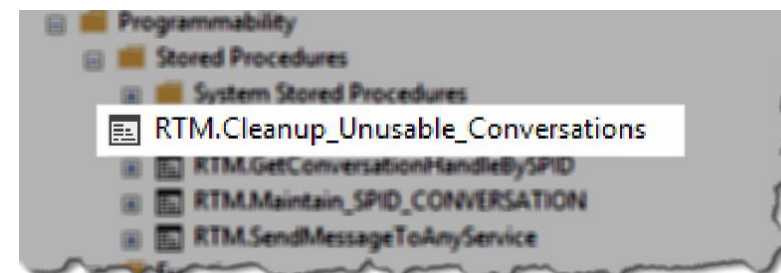 Programmability
Stored Procedures
System Stored Procedures
RTM.Cleanup_Unusable_Conversations
RTM.GetConversationHandleBySPID
RTM.Maintain_SPID_CONVERSATION
RTM.SendMessageToAnyService